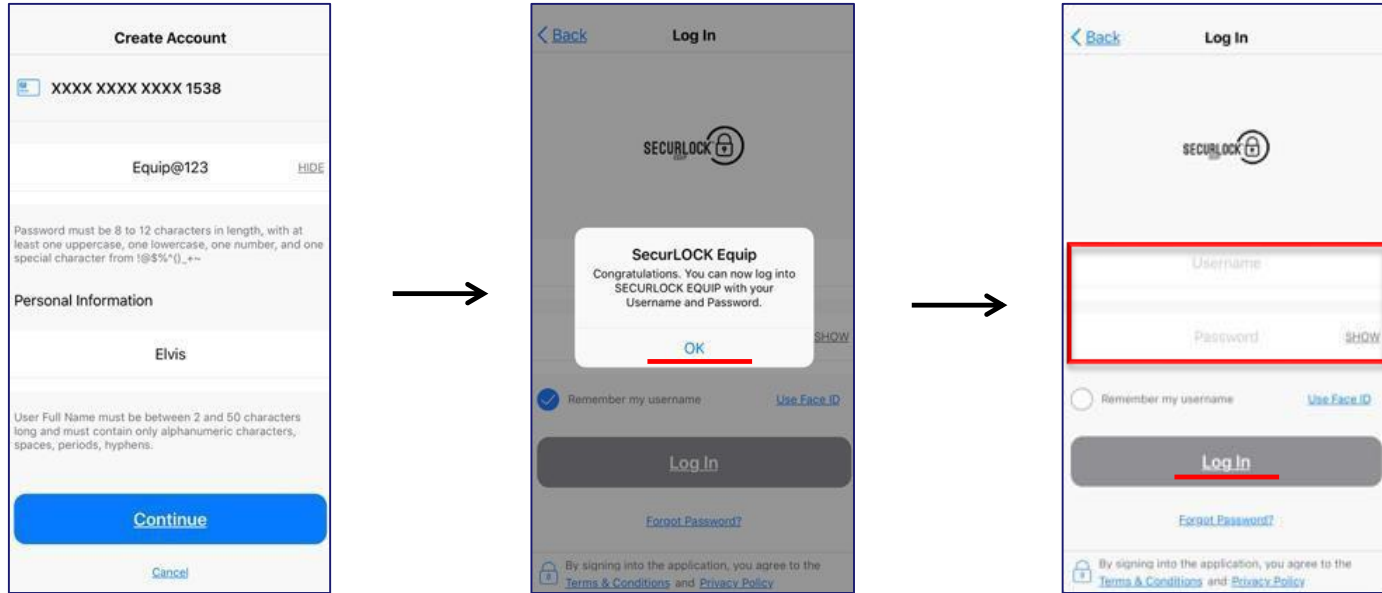 Create Account
XXXX XXXX XXXX 1538
Equip@123
HIDE
Password must be 8 to 12 characters in length, with at
least one uppercase, one lowercase, one number, and one
special character from !@$%^()_+~
Personal Information
Elvis
User Full Name must be between 2 and 50 characters
long and must contain only alphanumeric characters,
spaces, periods, hyphens.
Continue
Cancel
Back
Log In
SECURLOCK
SecurLOCK Equip
Congratulations. You can now log into
SECURLOCK EQUIP with your
Username and Password.
OK
SHOW
Remember my username
Use Face ID
Log In
Forgot Password?
By signing into the application, you agree to the
Terms & Conditions and Privacy Policy
Back
Log In
SECURLOCK
Username
Password
SHOW
Remember my username
Use Face ID
Log In
Forgot Password?
By signing into the application, you agree to the
Terms & Conditions and Privacy Policy